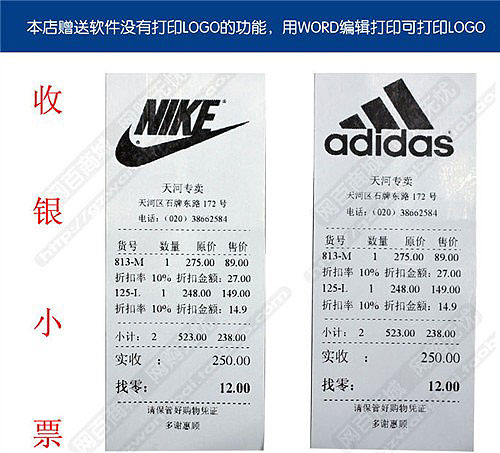 本店赠送软件没有打印LOGO的功能，用WORD编辑打印可打印LOGO
收
银
小
票
NIKE
天河专卖
天河区石牌东路 172 号
电话：（020）38662584
货号 数量 原价 售价
813-M 1 275.00 89.00
折扣率 10% 折扣金额：27.00
125-L 1 248.00 149.00
折扣率 10% 折扣金额：14.9
小计： 2 523.00 238.00
实收 ： 250.00
找零： 12.00
请保管好购物凭证
多谢惠顾
adidas
天河专卖
天河区石牌东路 172 号
电话：（020）38662584
货号 数量 原价 售价
813-M 1 275.00 89.00
折扣率 10% 折扣金额：27.00
125-L 1 248.00 149.00
折扣率 10% 折扣金额：14.9
小计： 2 523.00 238.00
实收 ： 250.00
找零： 12.00
请保管好购物凭证
多谢惠顾